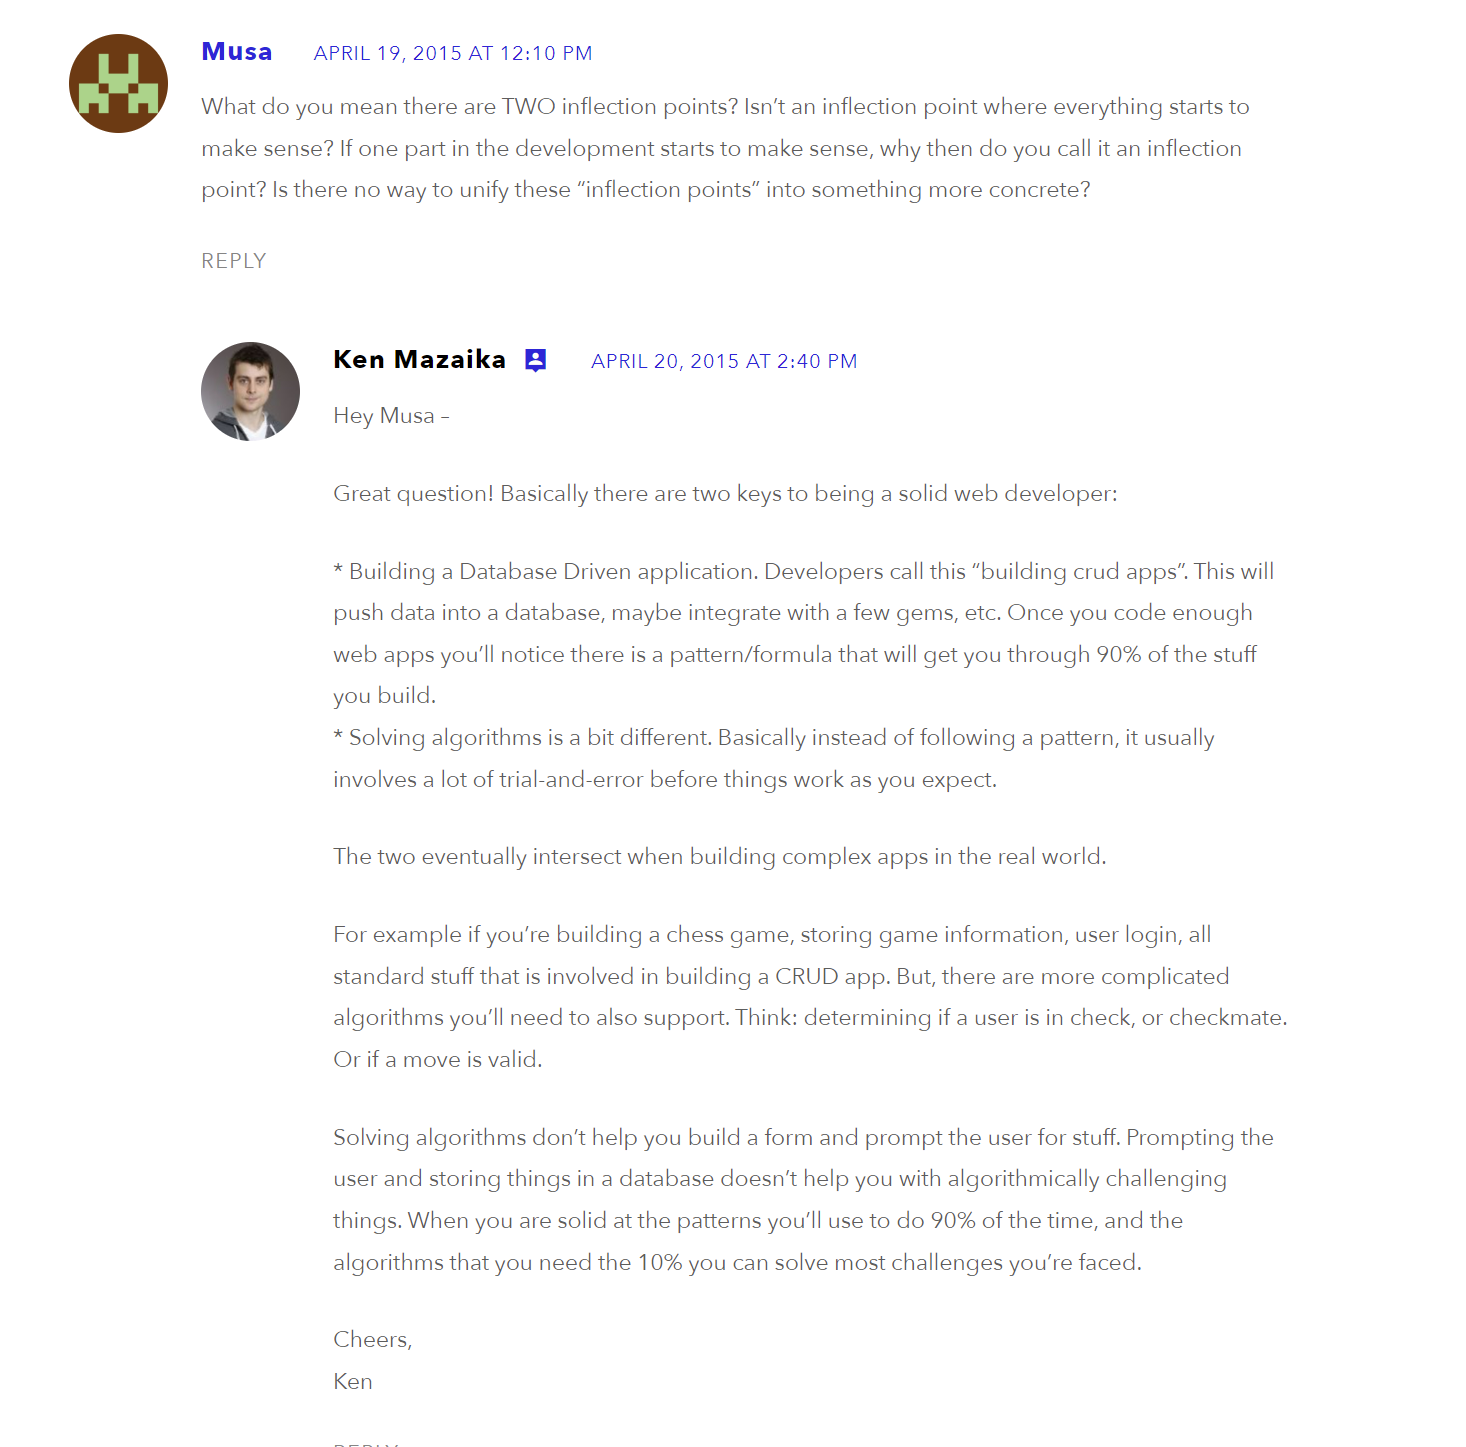 Musa APRIL 19, 2015 AT 12:10 PM
What do you mean there are TWO inflection points? Isn’t an inflection point where everything starts to
make sense? If one part in the development starts to make sense, why then do you call it an inflection
point? Is there no way to unify these “inflection points” into something more concrete?
REPLY
Ken Mazaika APRIL 20, 2015 AT 2:40 PM
Hey Musa –
Great question! Basically there are two keys to being a solid web developer:
* Building a Database Driven application. Developers call this “building crud apps”. This will
push data into a database, maybe integrate with a few gems, etc. Once you code enough
web apps you’ll notice there is a pattern/formula that will get you through 90% of the stuff
you build.
* Solving algorithms is a bit different. Basically instead of following a pattern, it usually
involves a lot of trial-and-error before things work as you expect.
The two eventually intersect when building complex apps in the real world.
For example if you’re building a chess game, storing game information, user login, all
standard stuff that is involved in building a CRUD app. But, there are more complicated
algorithms you’ll need to also support. Think: determining if a user is in check, or checkmate.
Or if a move is valid.
Solving algorithms don’t help you build a form and prompt the user for stuff. Prompting the
user and storing things in a database doesn’t help you with algorithmically challenging
things. When you are solid at the patterns you’ll use to do 90% of the time, and the
algorithms that you need the 10% you can solve most challenges you’re faced.
Cheers,
Ken